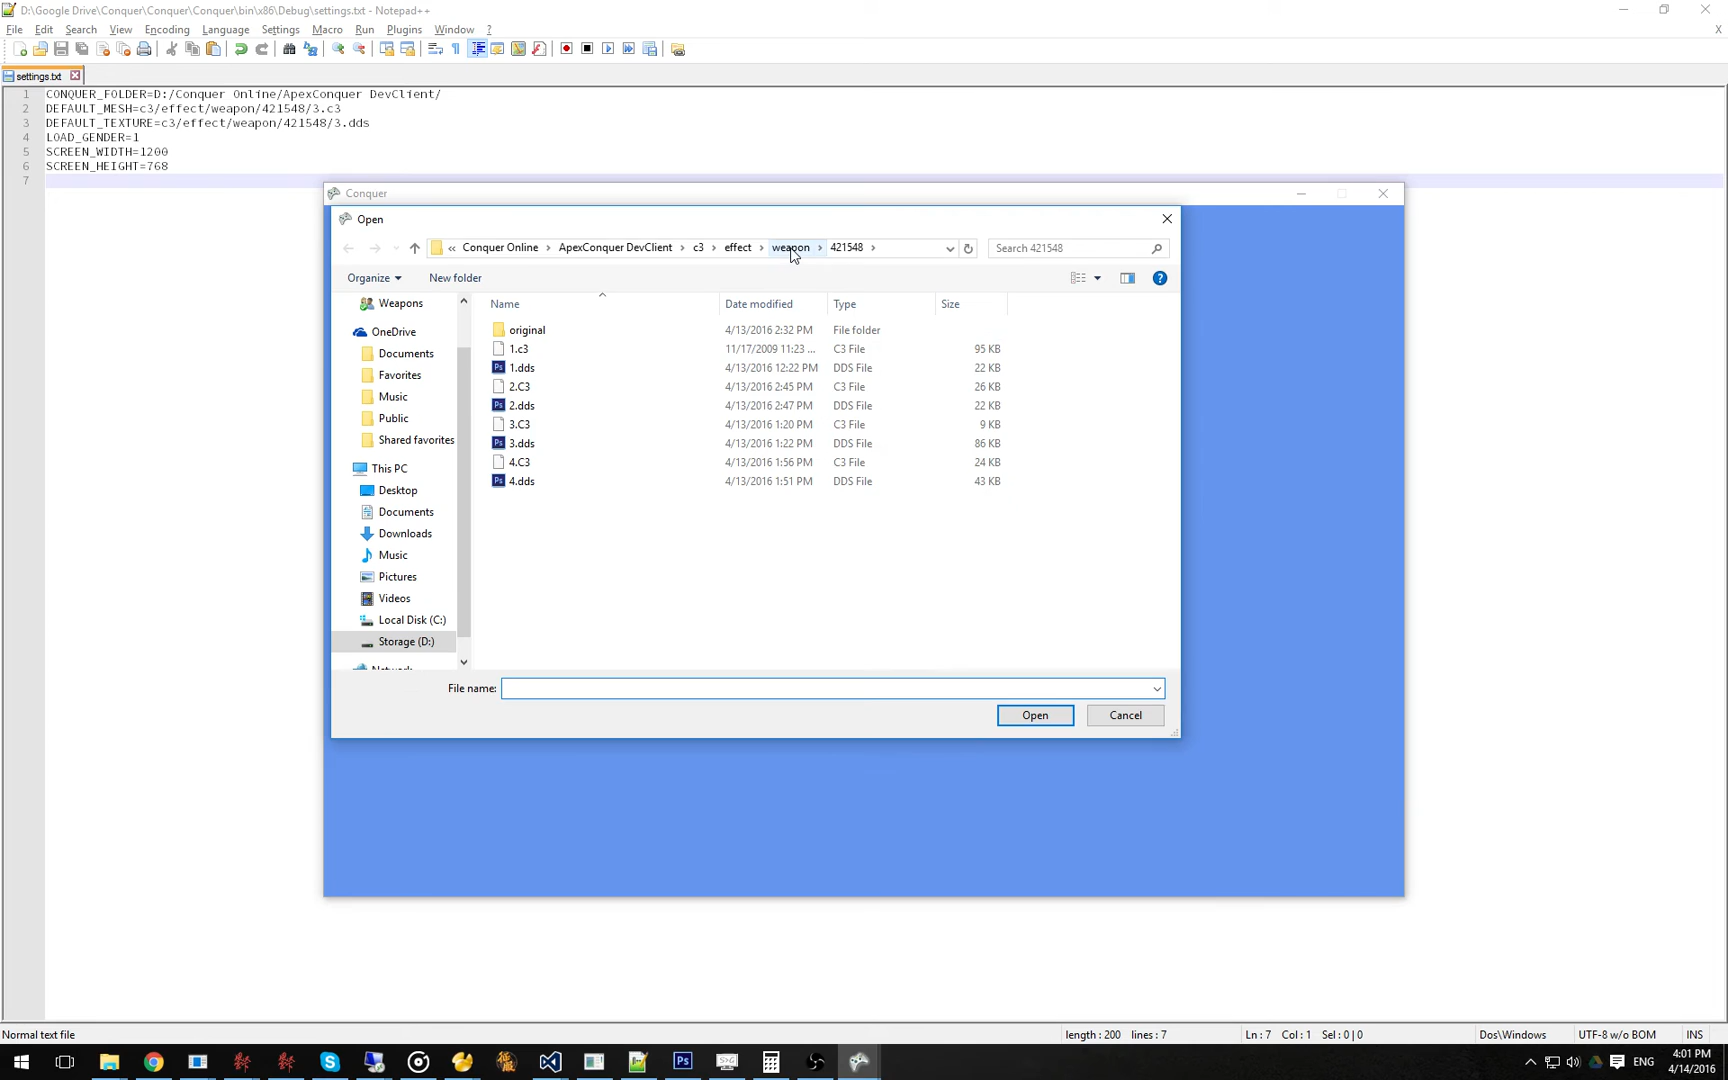 D:\Google Drive\Conquer\Conquer\Conquer\bin\x86\Debug\settings.txt - Notepad++
File Edit Search View Encoding Language Settings Macro Run Plugins Window ?
X
settings.txt
1 CONQUER_FOLDER=D:/Conquer Online/ApexConquer DevClient/
2 DEFAULT_MESH=c3/effect/weapon/421548/3.c3
3 DEFAULT_TEXTURE=c3/effect/weapon/421548/3.dds
4 LOAD_GENDER=1
5 SCREEN_WIDTH=1200
6 SCREEN_HEIGHT=768
7
Conquer
Open
« Conquer Online › ApexConquer DevClient › c3 › effect › weapon › 421548 ›
Search 421548
Organize New folder
Name Date modified Type Size
Weapons
OneDrive
Documents
Favorites
Music
Public
Shared favorites
This PC
Desktop
Documents
Downloads
Music
Pictures
Videos
Local Disk (C:)
Storage (D:)
Network
original 4/13/2016 2:32 PM File folder
1.c3 11/17/2009 11:23 ... C3 File 95 KB
1.dds 4/13/2016 12:22 PM DDS File 22 KB
2.C3 4/13/2016 2:45 PM C3 File 26 KB
2.dds 4/13/2016 2:47 PM DDS File 22 KB
3.C3 4/13/2016 1:20 PM C3 File 9 KB
3.dds 4/13/2016 1:22 PM DDS File 86 KB
4.C3 4/13/2016 1:56 PM C3 File 24 KB
4.dds 4/13/2016 1:51 PM DDS File 43 KB
File name:
Open Cancel
Normal text file length : 200 lines : 7 Ln : 7 Col : 1 Sel : 0 | 0 Dos\Windows UTF-8 w/o BOM INS
ENG
4:01 PM
4/14/2016